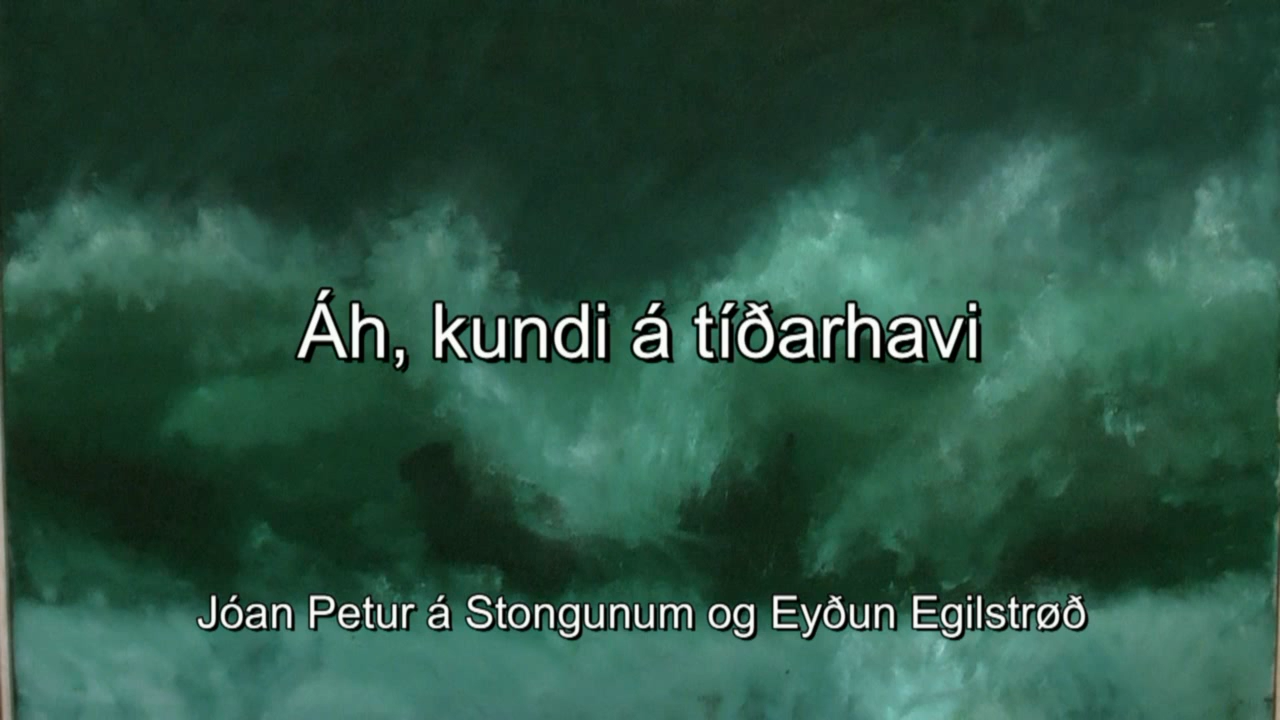 Áh, kundi á tíðarhavi
Jóan Petur á Stongunum og Eyðun Egilstrøð